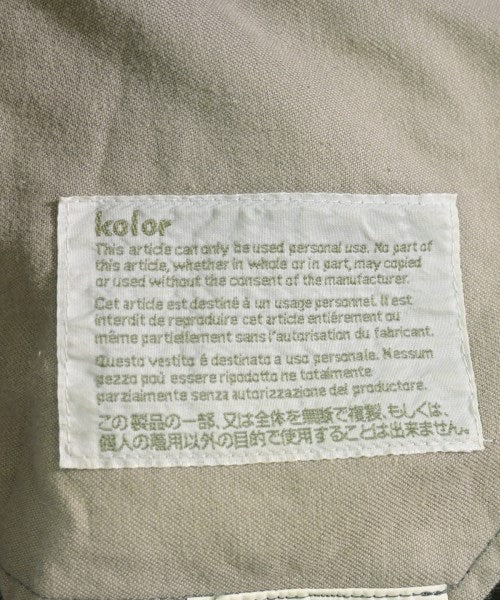 kolor
This article can only be used personal use. No part of
this article, whether in whole or in part, may copied
or used without the consent of the manufacturer.
Cet article est destiné à un usage personnel. Il est
interdit de reproduire cet article entiérement ou
même partiellement sans l'autorisation du fabricant.
Questo vestito é destinato a uso personale. Nessum
pezzo poú essere ripodotto ne totalmente
parzialmente senza autorizzazione del productore.
この製品の一部、又は全体を無断で複製、もしくは、
個人の着用以外の目的で使用することは出来ません。